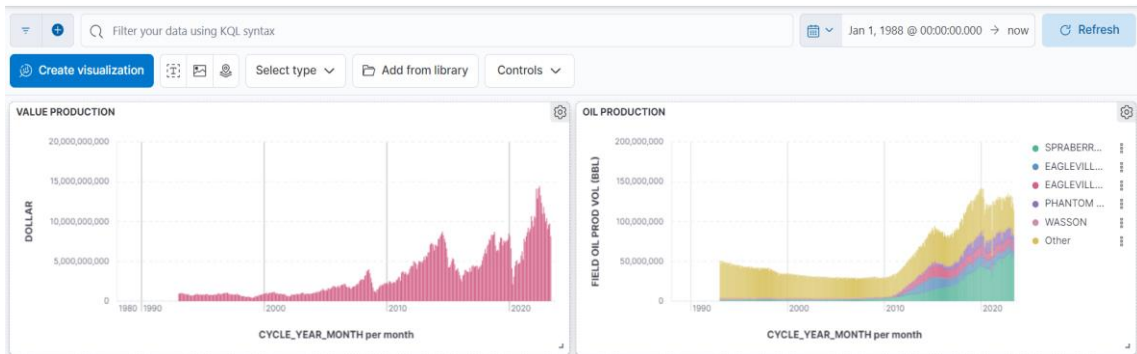 Filter your data using KQL syntax
Jan 1, 1988 @ 00:00:00.000 → now
Refresh
Create visualization
Select type
Add from library
Controls
VALUE PRODUCTION
20,000,000,000
15,000,000,000
10,000,000,000
5,000,000,000
0
DOLLAR
1980 1990 2000 2010 2020
CYCLE_YEAR_MONTH per month
OIL PRODUCTION
200,000,000
150,000,000
100,000,000
50,000,000
0
FIELD OIL PROD VOL (BBL)
1990 2000 2010 2020
CYCLE_YEAR_MONTH per month
SPRABERR...
EAGLEVILL...
EAGLEVILL...
PHANTOM ...
WASSON
Other